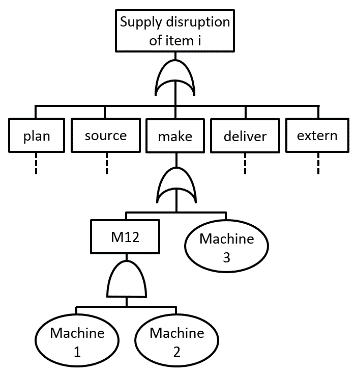 Supply disruption
of item i
plan
source
make
deliver
extern
M12
Machine
3
Machine
1
Machine
2